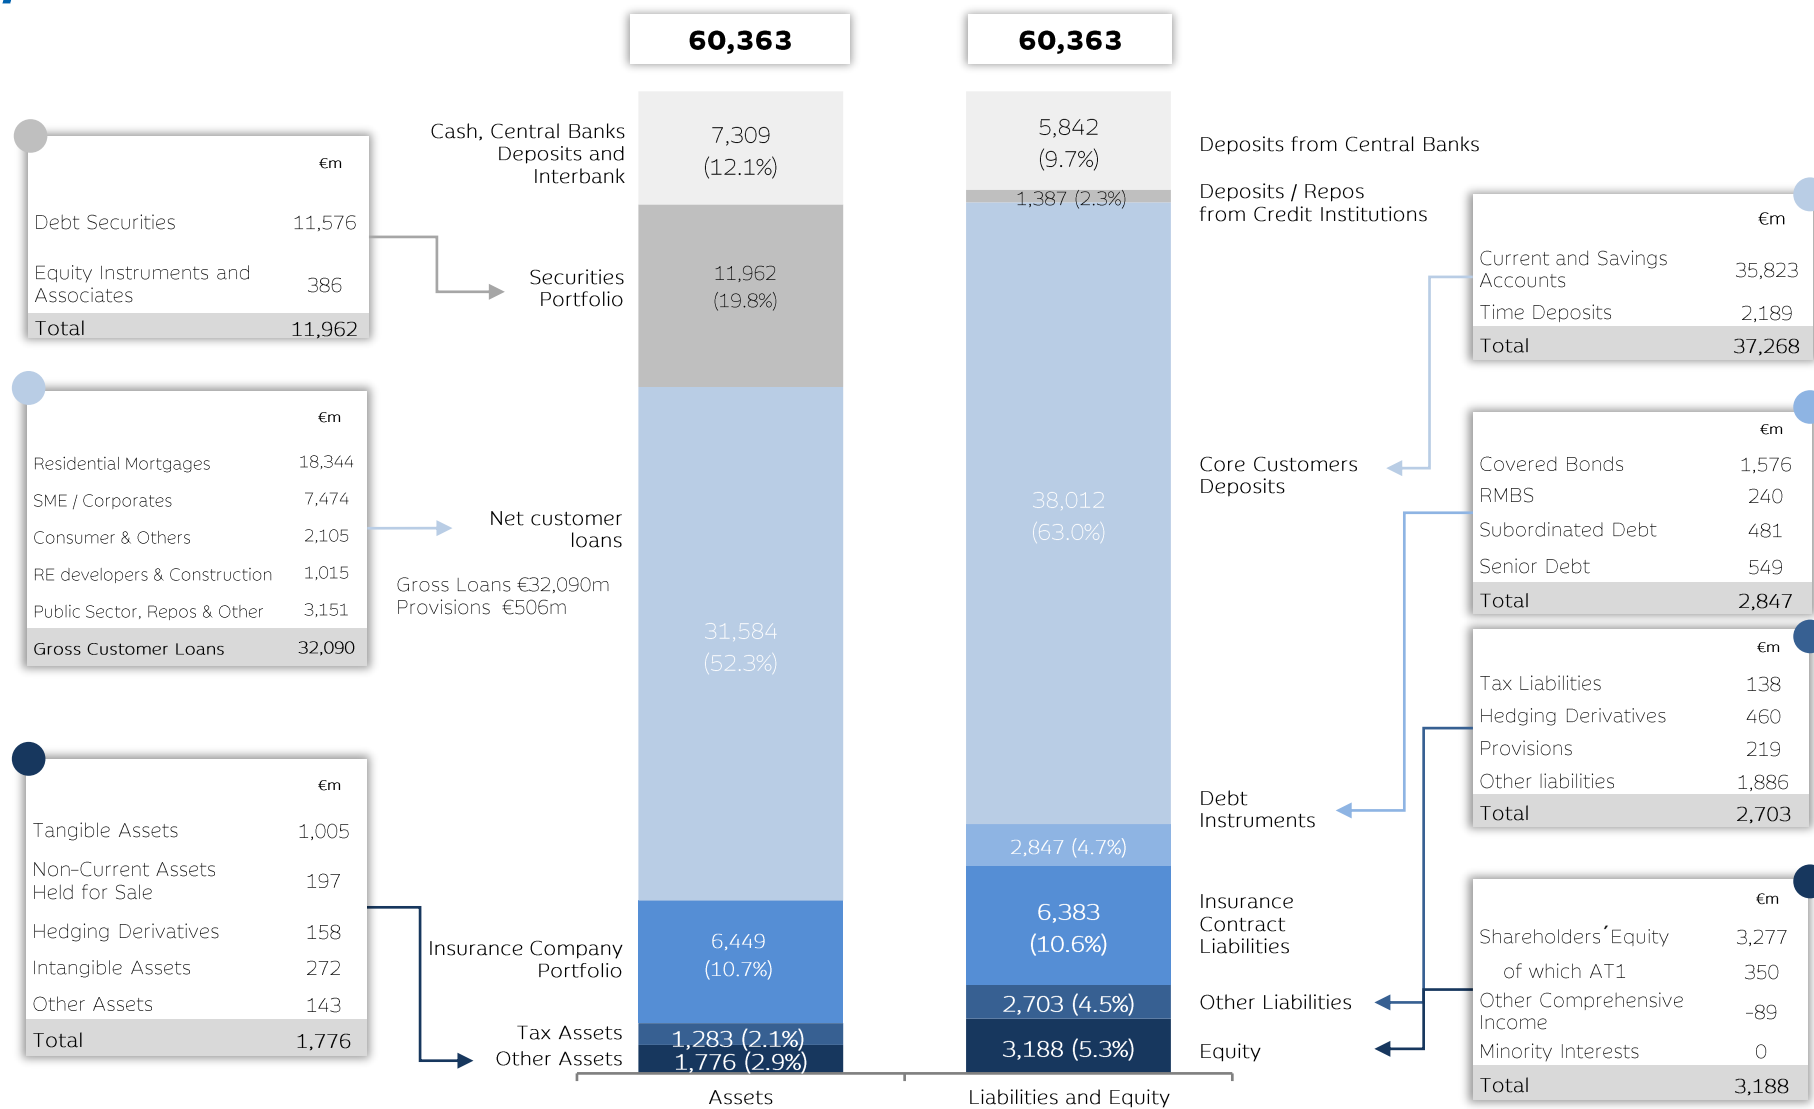 60,363
60,363
€m
Debt Securities 11,576
Equity Instruments and
Associates 386
Total 11,962
€m
Residential Mortgages 18,344
SME / Corporates 7,474
Consumer & Others 2,105
RE developers & Construction 1,015
Public Sector, Repos & Other 3,151
Gross Customer Loans 32,090
€m
Tangible Assets 1,005
Non-Current Assets
Held for Sale 197
Hedging Derivatives 158
Intangible Assets 272
Other Assets 143
Total 1,776
Cash, Central Banks
Deposits and
Interbank
Securities
Portfolio
Net customer
loans
Gross Loans €32,090m
Provisions €506m
Insurance Company
Portfolio
Tax Assets
Other Assets
7,309
(12.1%)
11,962
(19.8%)
31,584
(52.3%)
6,449
(10.7%)
1,283 (2.1%)
1,776 (2.9%)
Assets
5,842
(9.7%)
1,387 (2.3%)
38,012
(63.0%)
2,847 (4.7%)
6,383
(10.6%)
2,703 (4.5%)
3,188 (5.3%)
Liabilities and Equity
Deposits from Central Banks
Deposits / Repos
from Credit Institutions
Core Customers
Deposits
Debt
Instruments
Insurance
Contract
Liabilities
Other Liabilities
Equity
€m
Current and Savings
Accounts 35,823
Time Deposits 2,189
Total 37,268
€m
Covered Bonds 1,576
RMBS 240
Subordinated Debt 481
Senior Debt 549
Total 2,847
€m
Tax Liabilities 138
Hedging Derivatives 460
Provisions 219
Other liabilities 1,886
Total 2,703
€m
Shareholders´Equity 3,277
of which AT1 350
Other Comprehensive
Income -89
Minority Interests 0
Total 3,188